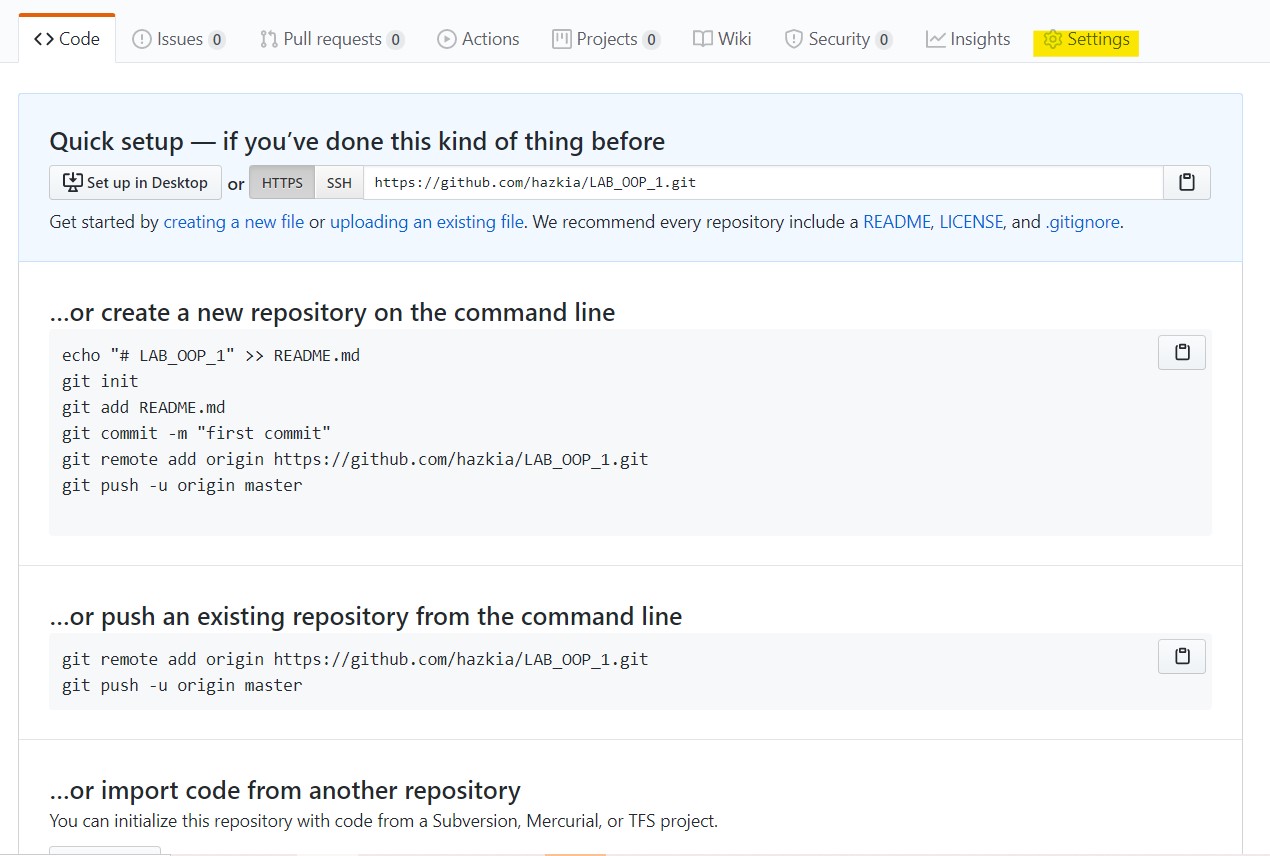 <> Code Issues 0 Pull requests 0 Actions Projects 0 Wiki Security 0 Insights Settings
Quick setup — if you’ve done this kind of thing before
Set up in Desktop or HTTPS SSH https://github.com/hazkia/LAB_OOP_1.git
Get started by creating a new file or uploading an existing file. We recommend every repository include a README, LICENSE, and .gitignore.
…or create a new repository on the command line
echo "# LAB_OOP_1" >> README.md
git init
git add README.md
git commit -m "first commit"
git remote add origin https://github.com/hazkia/LAB_OOP_1.git
git push -u origin master
…or push an existing repository from the command line
git remote add origin https://github.com/hazkia/LAB_OOP_1.git
git push -u origin master
…or import code from another repository
You can initialize this repository with code from a Subversion, Mercurial, or TFS project.